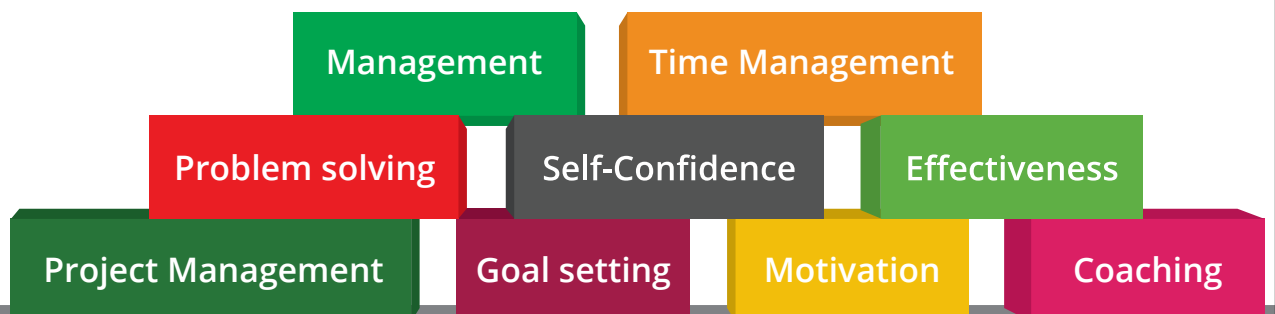 Management
Time Management
Problem solving
Self-Confidence
Effectiveness
Project Management
Goal setting
Motivation
Coaching